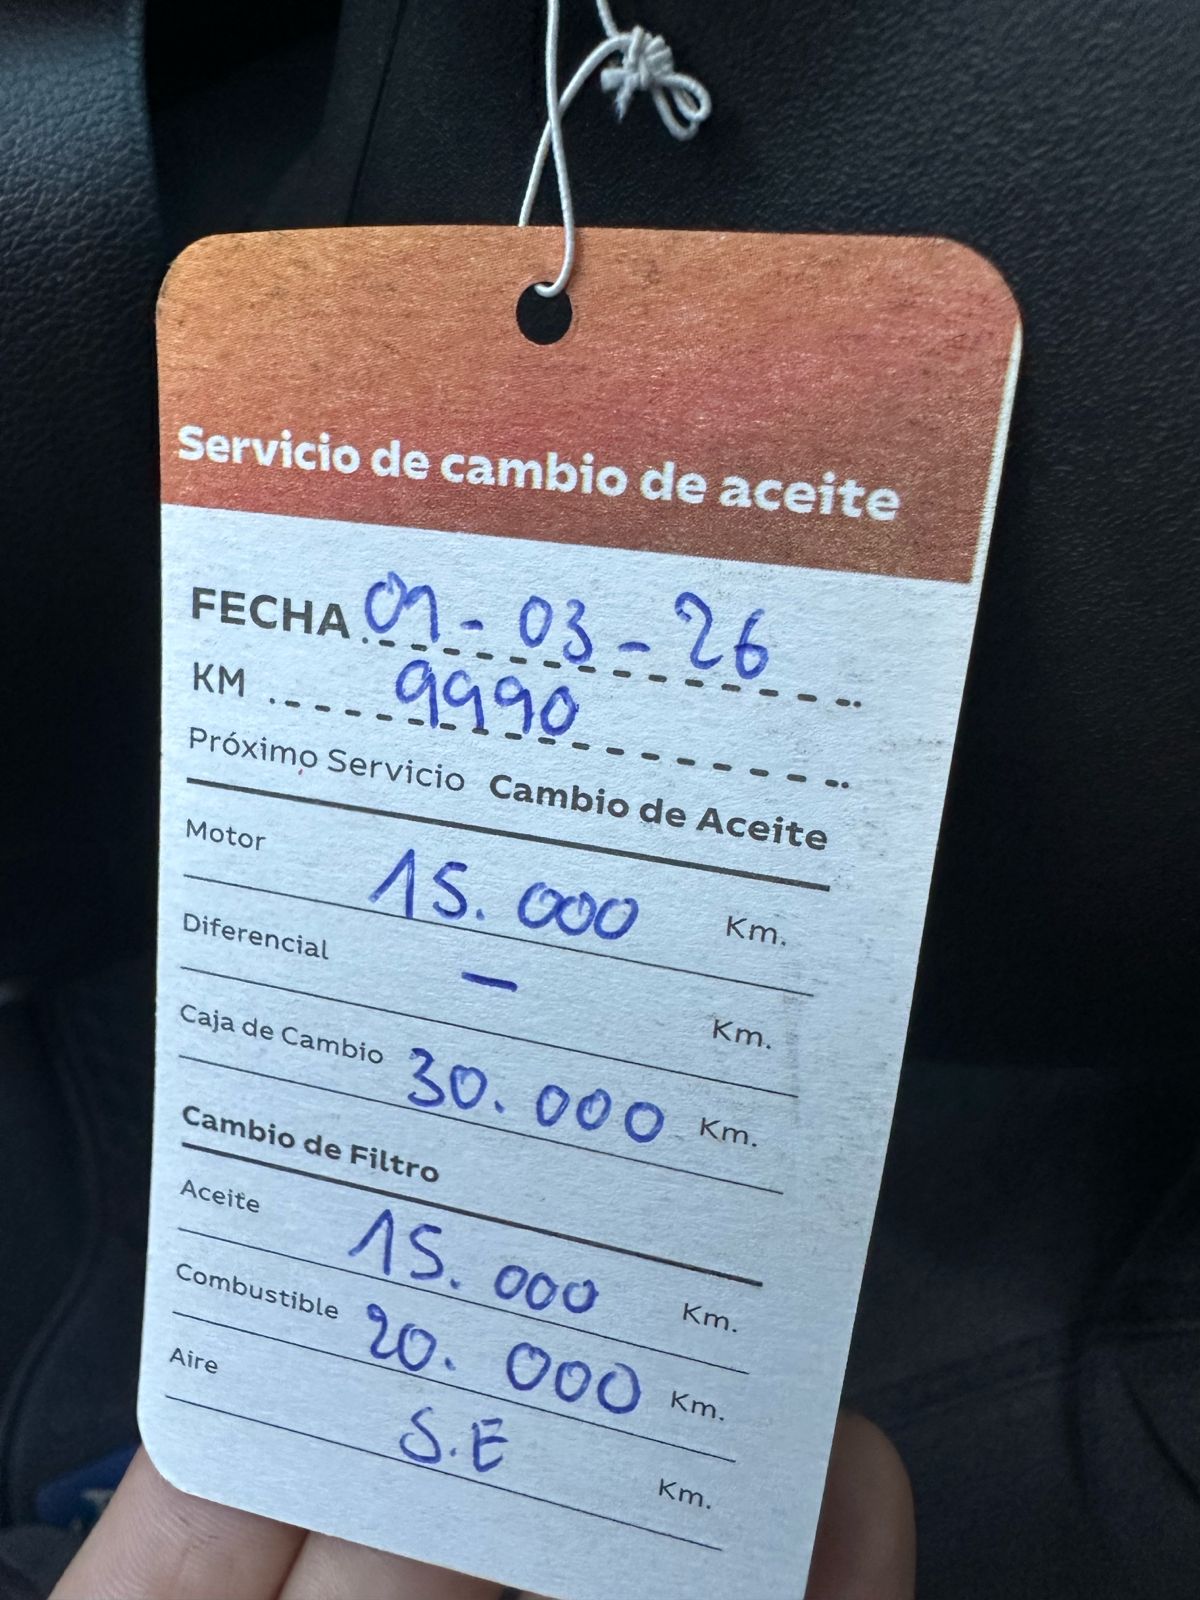 Servicio de cambio de aceite
FECHA 01-03-26
KM 9990
Próximo Servicio Cambio de Aceite
Motor 15.000 Km.
Diferencial — Km.
Caja de Cambio 30.000 Km.
Cambio de Filtro
Aceite 15.000 Km.
Combustible 20.000 Km.
Aire S.E Km.